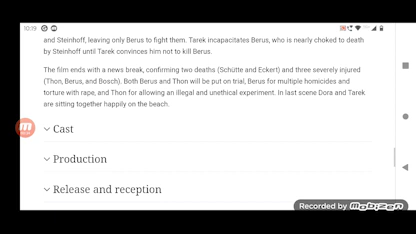 10:19
and Steinhoff, leaving only Berus to fight them. Tarek incapacitates Berus, who is nearly choked to death
by Steinhoff until Tarek convinces him not to kill Berus.
The film ends with a news break, confirming two deaths (Schütte and Eckert) and three severely injured
(Thon, Berus, and Bosch). Both Berus and Thon will be put on trial, Berus for multiple homicides and
torture with rape, and Thon for allowing an illegal and unethical experiment. In last scene Dora and Tarek
are sitting together happily on the beach.
Cast
Production
Release and reception
Recorded by Mobizen